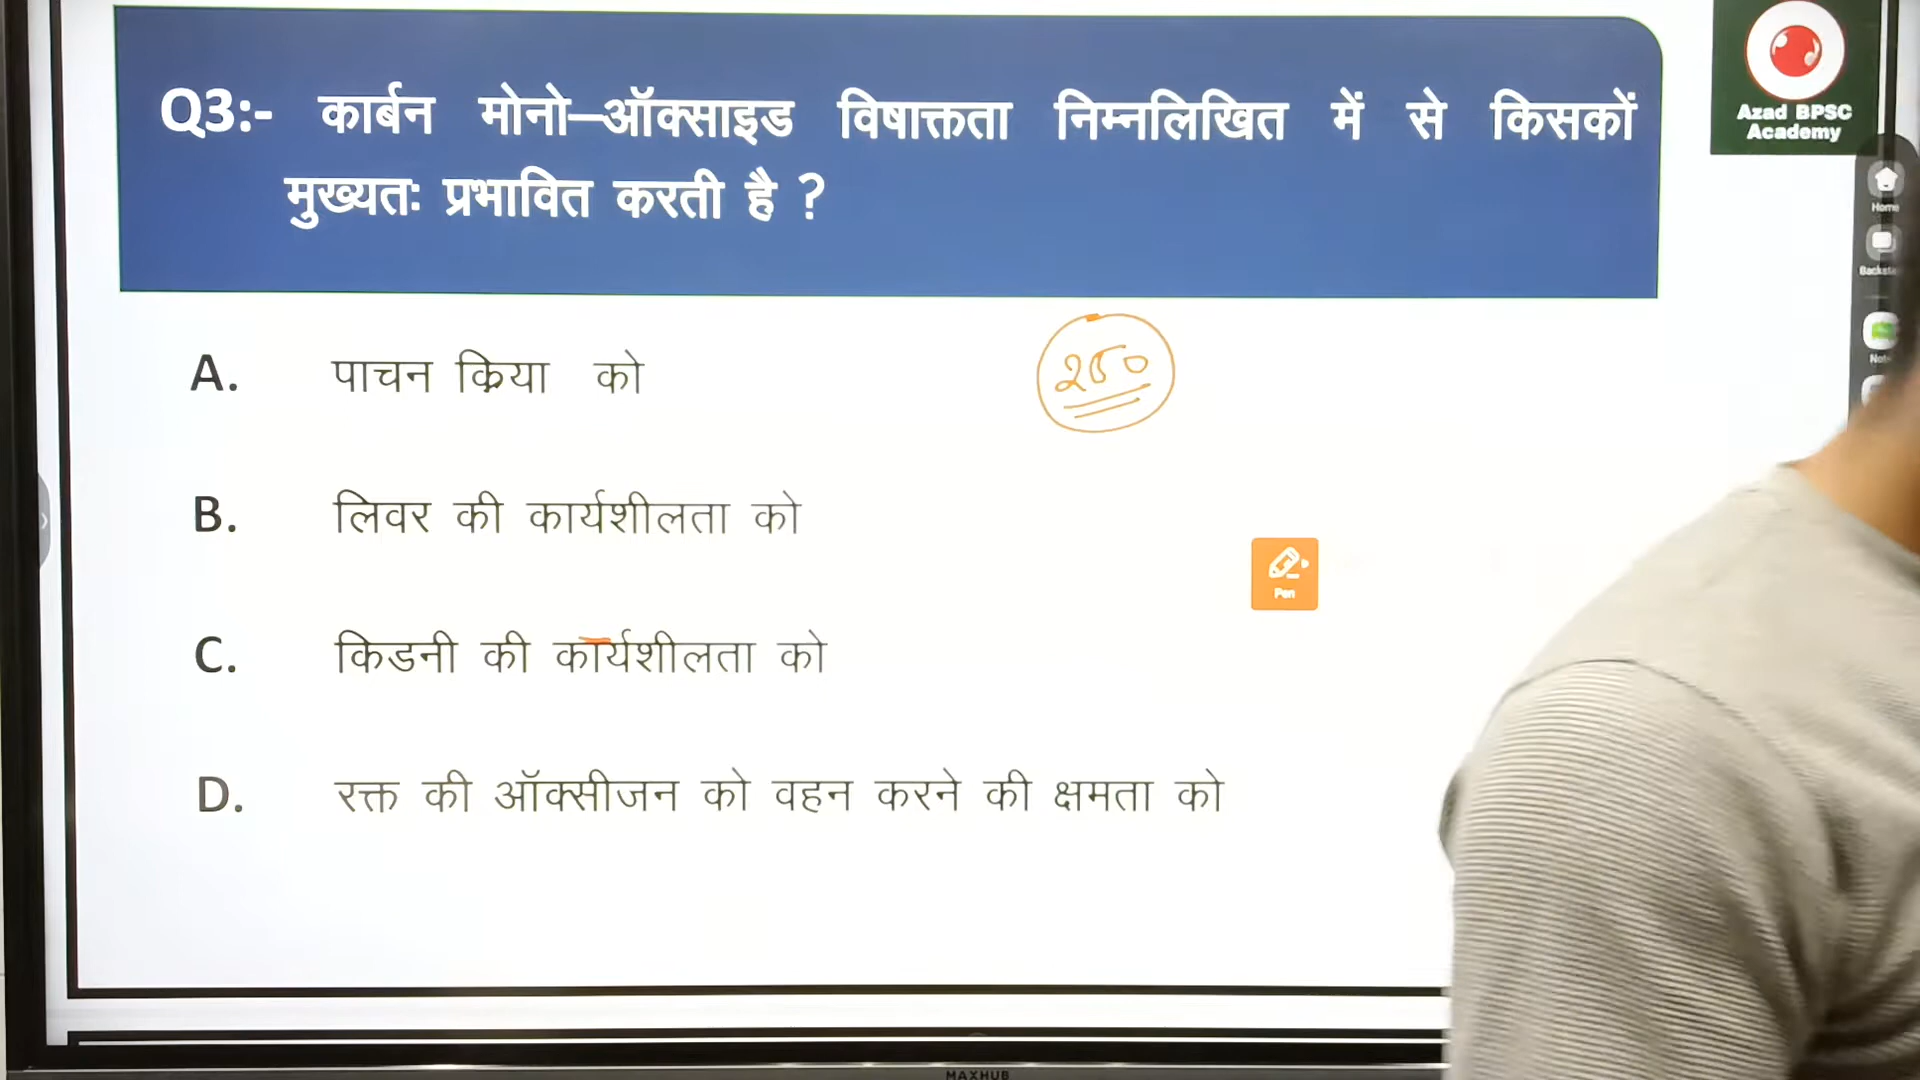 Q3:- कार्बन मोनो–ऑक्साइड विषाक्तता निम्नलिखित में से किसकों
मुख्यतः प्रभावित करती है ?
Azad BPSC
Academy
Home
A. पाचन क्रिया को
250
B. लिवर की कार्यशीलता को
Pen
C. किडनी की कार्यशीलता को
D. रक्त की ऑक्सीजन को वहन करने की क्षमता को
MAXHUB